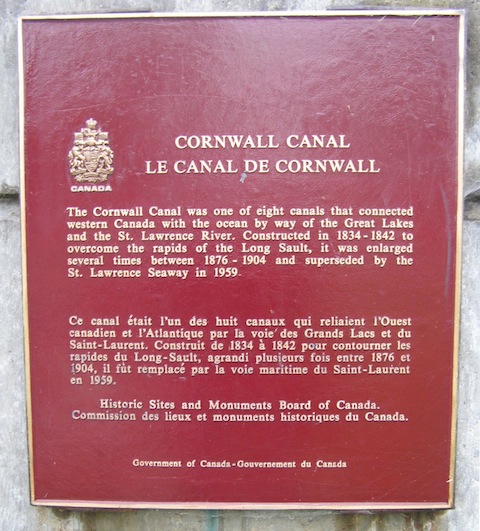 CORNWALL CANAL
LE CANAL DE CORNWALL
CANADA
The Cornwall Canal was one of eight canals that connected
western Canada with the ocean by way of the Great Lakes
and the St. Lawrence River. Constructed in 1834-1842 to
overcome the rapids of the Long Sault, it was enlarged
several times between 1876-1904 and superseded by the
St. Lawrence Seaway in 1959.
Ce canal était l'un des huit canaux qui reliaient l'Ouest
canadien et l'Atlantique par la voie des Grands Lacs et du
Saint-Laurent. Construit de 1834 à 1842 pour contourner les
rapides du Long-Sault, agrandi plusieurs fois entre 1876 et
1904, il fût remplacé par la voie maritime du Saint-Laurent
en 1959.
Historic Sites and Monuments Board of Canada.
Commission des lieux et monuments historiques du Canada.
Government of Canada-Gouvernement du Canada